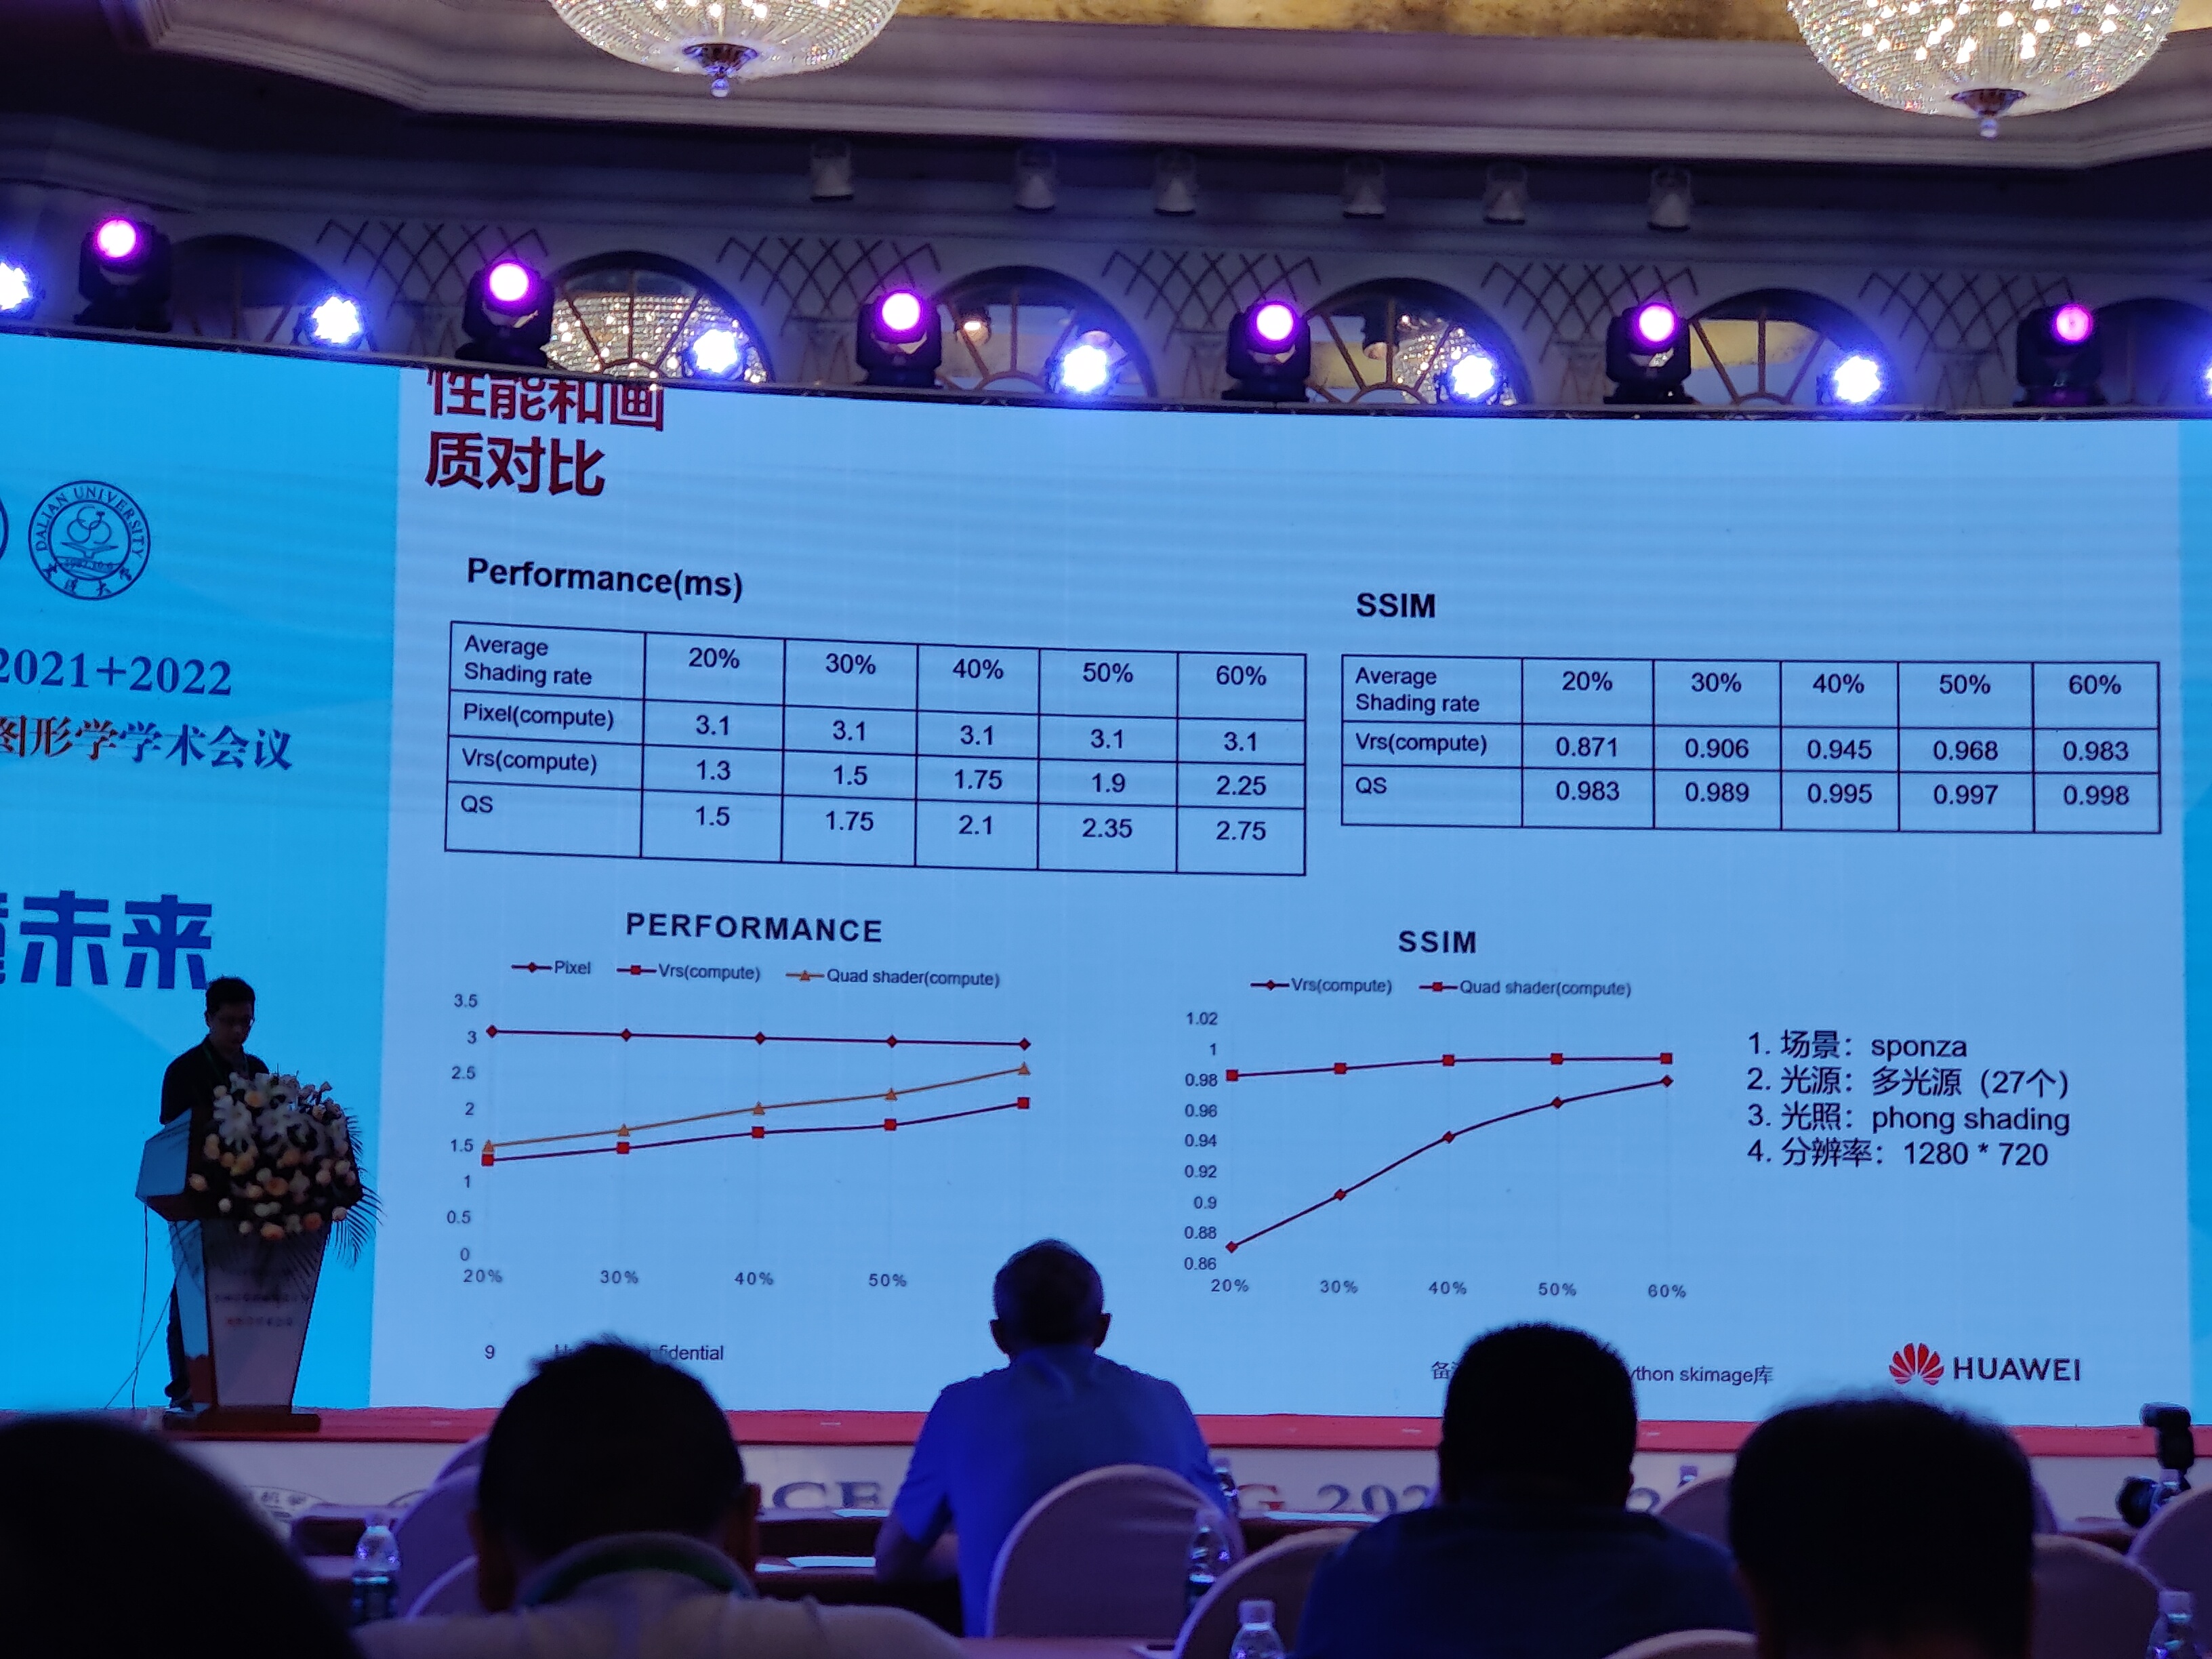 性能和画
质对比
DALIAN UNIVERSITY
2021+2022
图形学学术会议
未来
Performance(ms)
Average Shading rate 20% 30% 40% 50% 60%
Pixel(compute) 3.1 3.1 3.1 3.1 3.1
Vrs(compute) 1.3 1.5 1.75 1.9 2.25
QS 1.5 1.75 2.1 2.35 2.75
SSIM
Average Shading rate 20% 30% 40% 50% 60%
Vrs(compute) 0.871 0.906 0.945 0.968 0.983
QS 0.983 0.989 0.995 0.997 0.998
PERFORMANCE
Pixel Vrs(compute) Quad shader(compute)
3.5
3
2.5
2
1.5
1
0.5
0
20% 30% 40% 50%
SSIM
Vrs(compute) Quad shader(compute)
1.02
1
0.98
0.96
0.94
0.92
0.9
0.88
0.86
20% 30% 40% 50% 60%
1. 场景：sponza
2. 光源：多光源（27个）
3. 光照：phong shading
4. 分辨率：1280 * 720
9 fidential
备 thon skimage库
HUAWEI
CE G 202 2